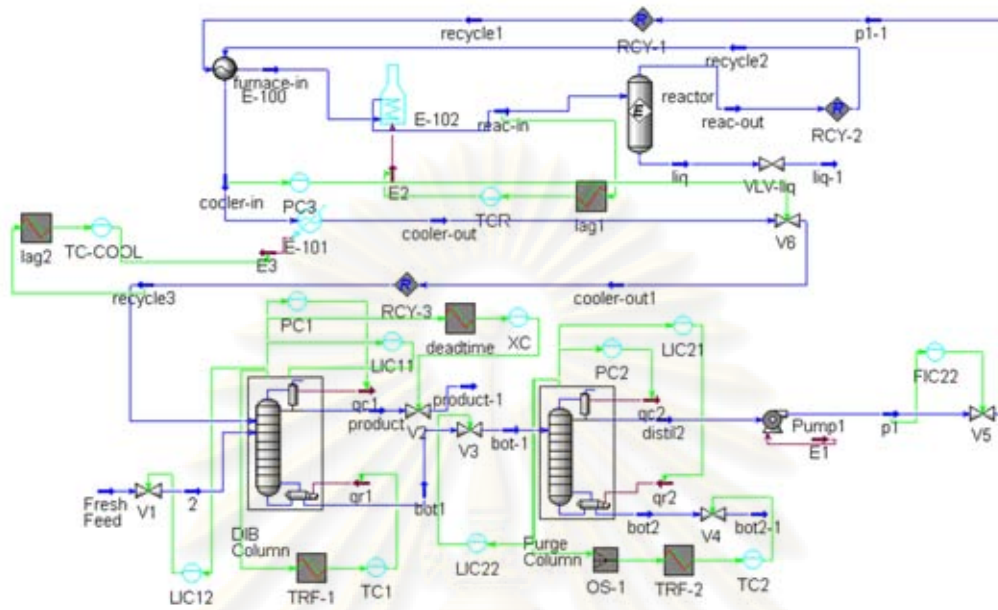 recycle1
RCY-1
p1-1
furnace-in
E-100
recycle2
E-102
reac-in
reactor
reac-out
RCY-2
E
M
liq
VLV-liq
liq-1
cooler-in
PC3
E2
TCR
lag1
lag2
TC-COOL
E3
E-101
cooler-out
V6
recycle3
RCY-3
cooler-out1
PC1
deadtime
XC
LIC11
LIC21
PC2
FIC22
qc1
product
V2
product-1
V3
bot-1
qc2
distil2
Pump1
E1
p1
V5
Fresh
Feed
V1
2
qr1
bot1
qr2
bot2
V4
bot2-1
DIB
Column
LIC12
TRF-1
TC1
LIC22
Purge
Column
OS-1
TRF-2
TC2
R
R
R